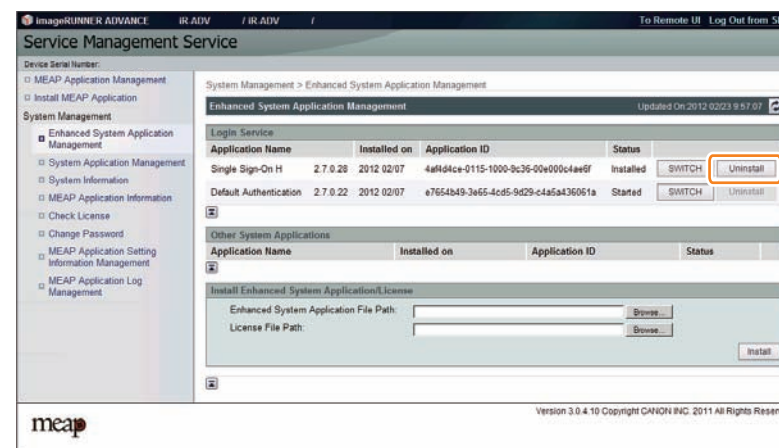 imageRUNNER ADVANCE iR ADV / iR ADV /
To Remote UI Log Out from
Service Management Service
Device Serial Number:
MEAP Application Management
Install MEAP Application
System Management
Enhanced System Application
Management
System Application Management
System Information
MEAP Application Information
Check License
Change Password
MEAP Application Setting
Information Management
MEAP Application Log
Management
System Management > Enhanced System Application Management
Enhanced System Application Management Updated On:2012 02/23 9:57:07
Login Service
Application Name Installed on Application ID Status
Single Sign-On H 2.7.0.28 2012 02/07 Installed SWITCH Uninstall
Default Authentication 2.7.0.22 2012 02/07 e7654b49-3e65-4cd5-9d29-c4a5a436061a Started SWITCH Uninstall
Other System Applications
Application Name Installed on Application ID Status
Install Enhanced System Application/License
Enhanced System Application File Path: Browse...
License File Path: Browse...
Install
Version 3.0.4.10 Copyright CANON INC. 2011 All Rights
meap